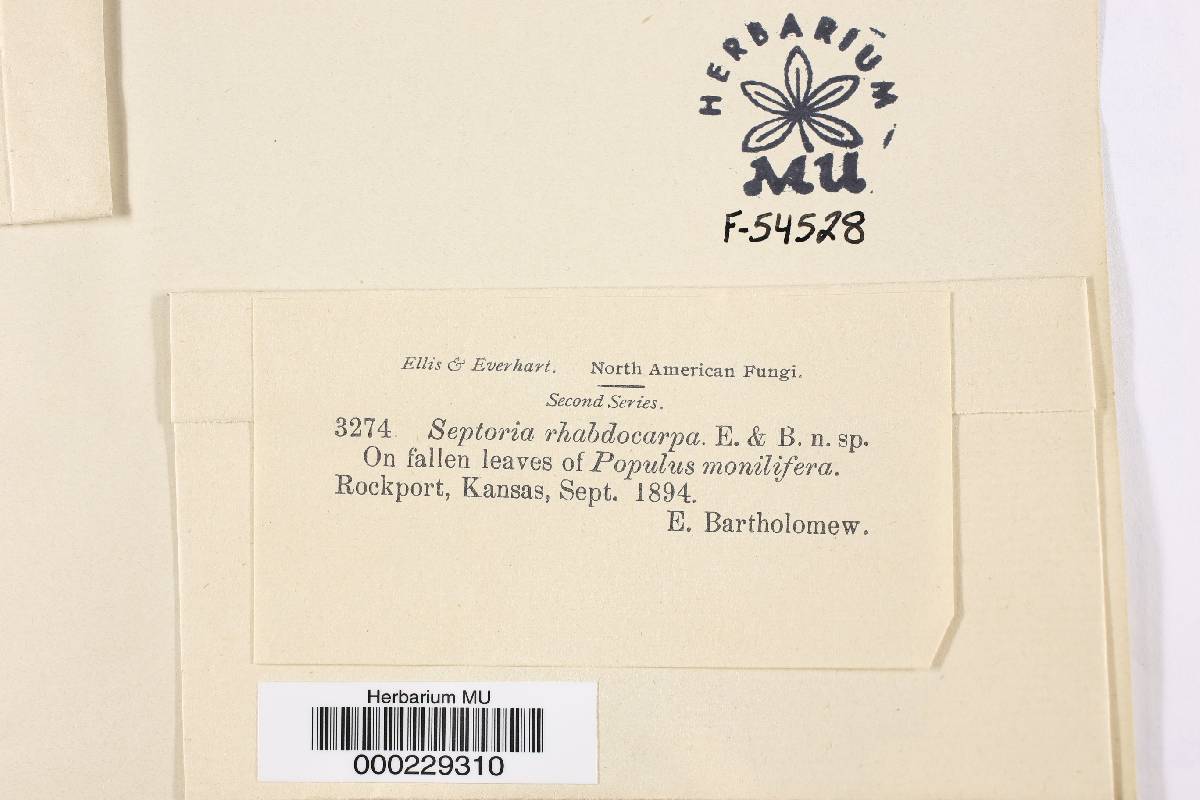 HERBARIUM
MU
F-54528
Ellis & Everhart. North American Fungi.
Second Series.
3274 Septoria rhabdocarpa. E. & B. n. sp.
On fallen leaves of Populus monilifera.
Rockport, Kansas, Sept. 1894.
E. Bartholomew.
Herbarium MU
000229310